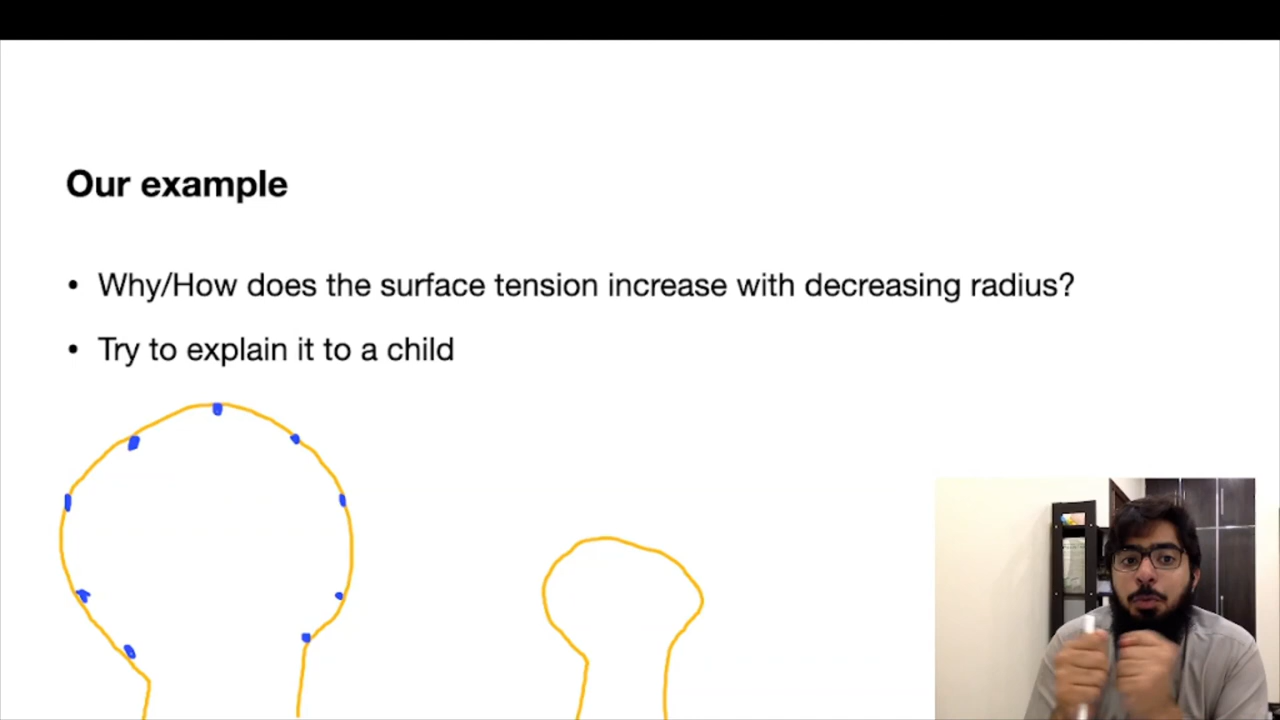 Our example
• Why/How does the surface tension increase with decreasing radius?
• Try to explain it to a child